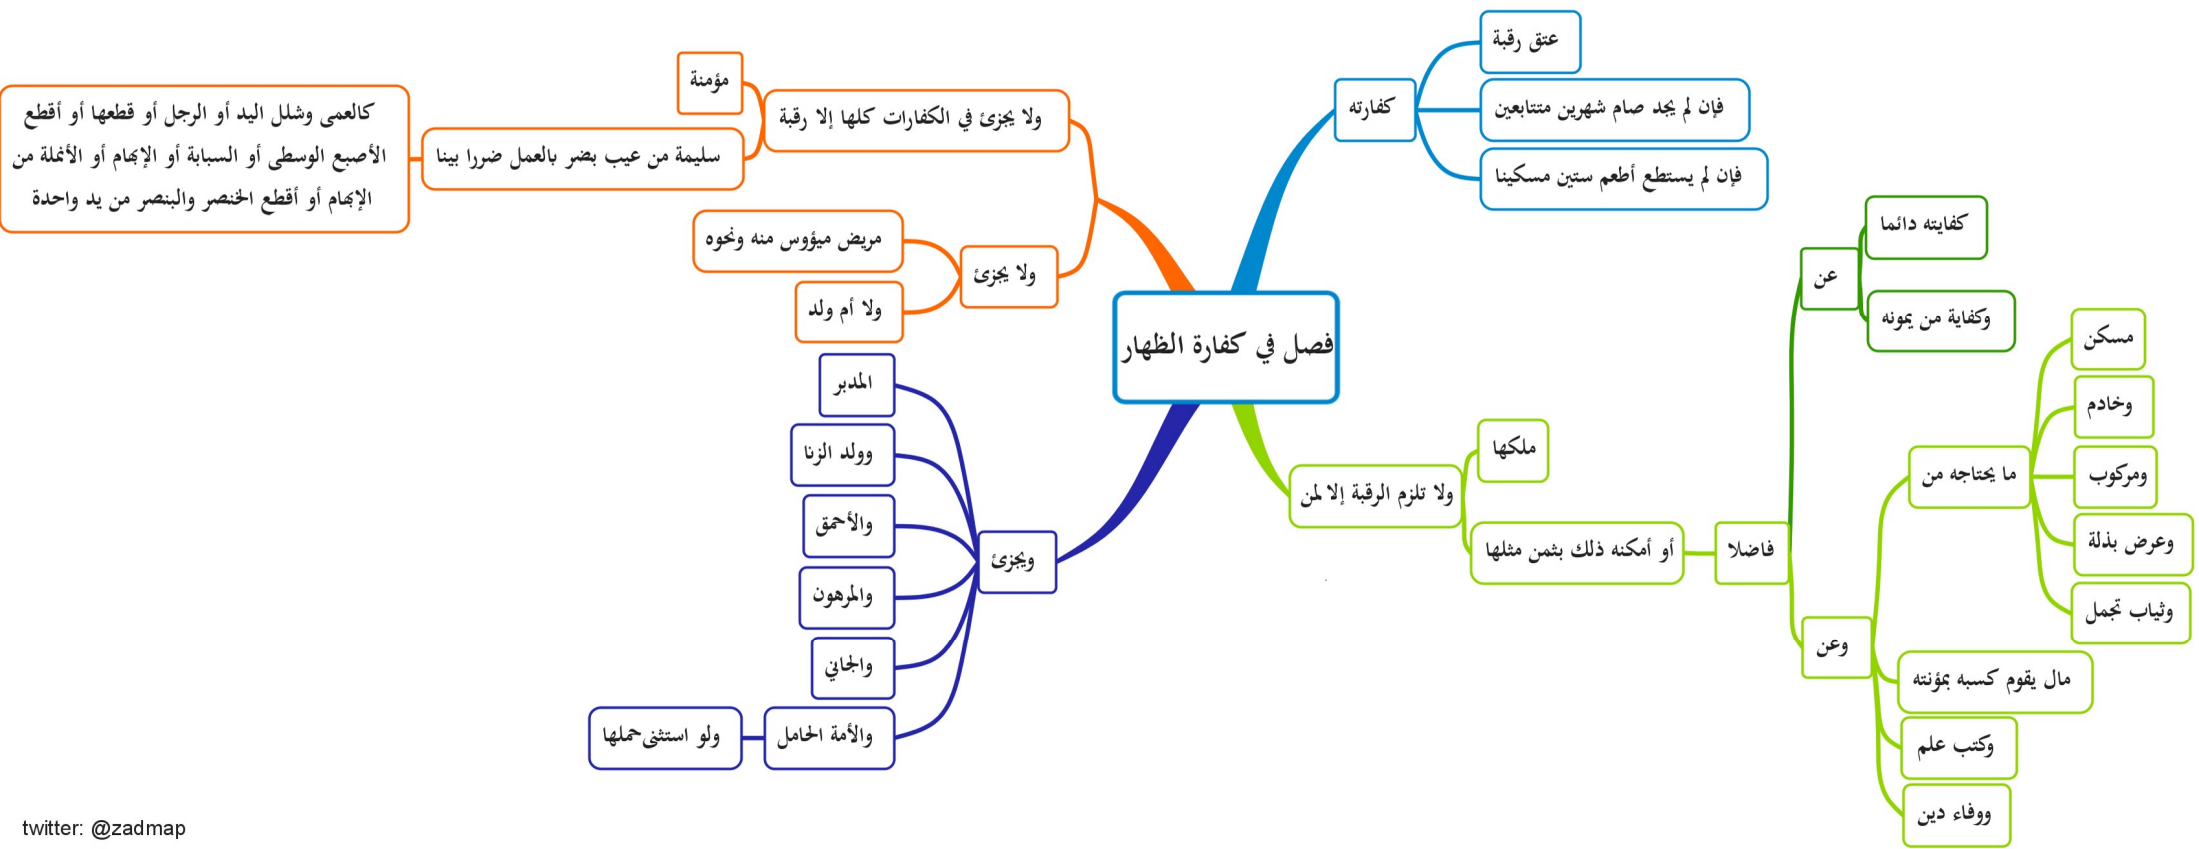 فصل في كفارة الظهار
كفارته
عتق رقبة
فإن لم يجد صام شهرين متتابعين
فإن لم يستطع أطعم ستين مسكينا
ولا تلزم الرقبة إلا لمن
ملكها
أو أمكنه ذلك بثمن مثلها
فاضلا
عن
كفايته دائما
وكفاية من يمونه
وعن
ما يحتاجه من
مسكن
وخادم
ومركوب
وعرض بذلة
وثياب تجمل
مال يقوم كسبه بمؤنته
وكتب علم
ووفاء دين
ولا يجزئ في الكفارات كلها إلا رقبة
مؤمنة
سليمة من عيب بضر بالعمل ضررا بينا
كالعمى وشلل اليد أو الرجل أو قطعها أو أقطع
الأصبع الوسطى أو السبابة أو الإبهام أو الأنملة من
الإبهام أو أقطع الخنصر والبنصر من يد واحدة
ولا يجزئ
مريض ميؤوس منه ونحوه
ولا أم ولد
ويجزئ
المدبر
وولد الزنا
والأحمق
والمرهون
والجاني
والأمة الحامل
ولو استثنى حملها
twitter: @zadmap